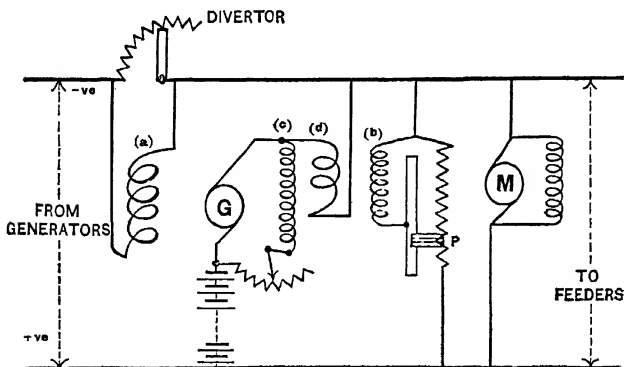 DIVERTOR
-ve
(a)
(c)
(d)
(b)
G
M
P
FROM
GENERATORS
TO
FEEDERS
+ve